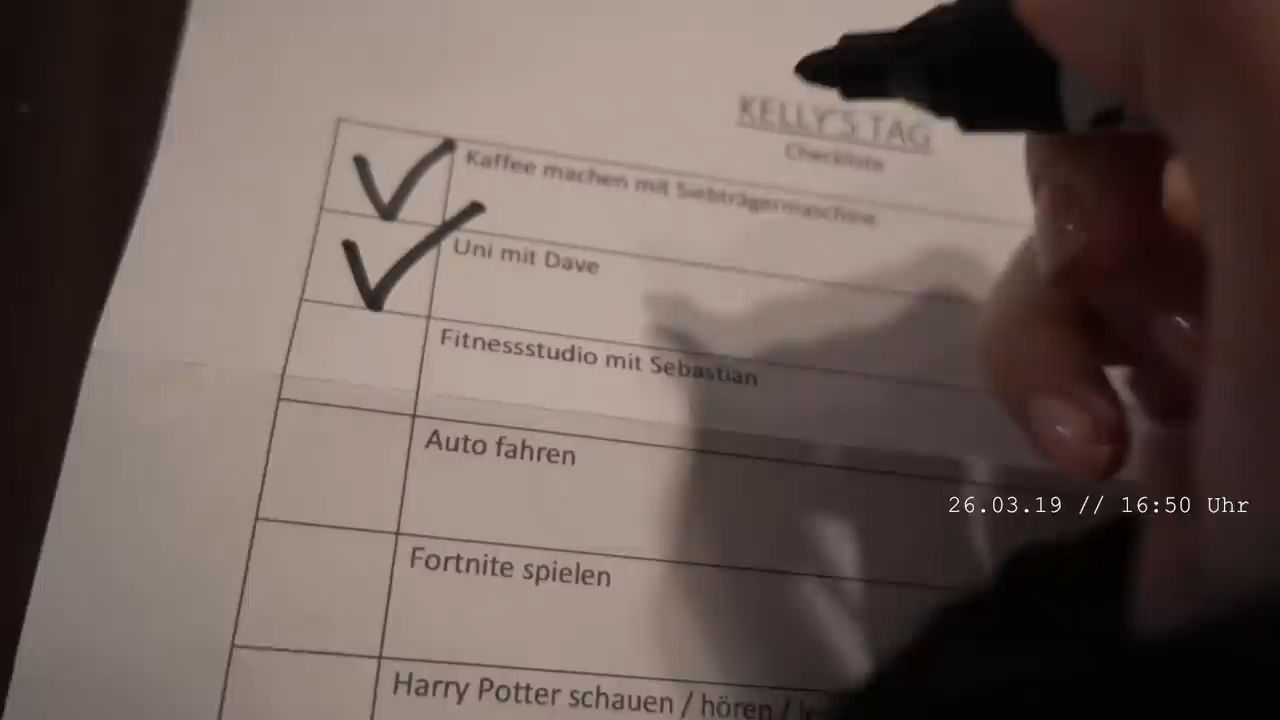 KELLY'S TAG
Checkliste
Kaffee machen mit Siebträgermaschine
Uni mit Dave
Fitnessstudio mit Sebastian
Auto fahren
26.03.19 // 16:50 Uhr
Fortnite spielen
Harry Potter schauen / hören /